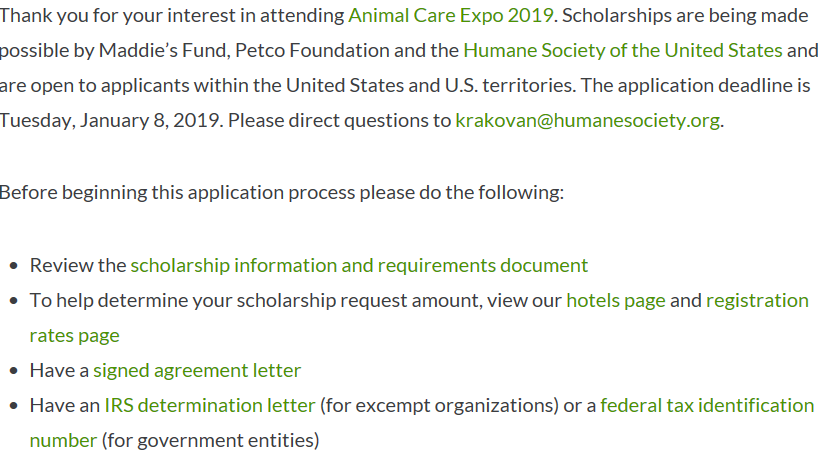 Thank you for your interest in attending Animal Care Expo 2019. Scholarships are being made
possible by Maddie's Fund, Petco Foundation and the Humane Society of the United States and
are open to applicants within the United States and U.S. territories. The application deadline is
Tuesday, January 8, 2019. Please direct questions to krakovan@humanesociety.org.
Before beginning this application process please do the following:
• Review the scholarship information and requirements document
• To help determine your scholarship request amount, view our hotels page and registration
rates page
• Have a signed agreement letter
• Have an IRS determination letter (for excempt organizations) or a federal tax identification
number (for government entities)